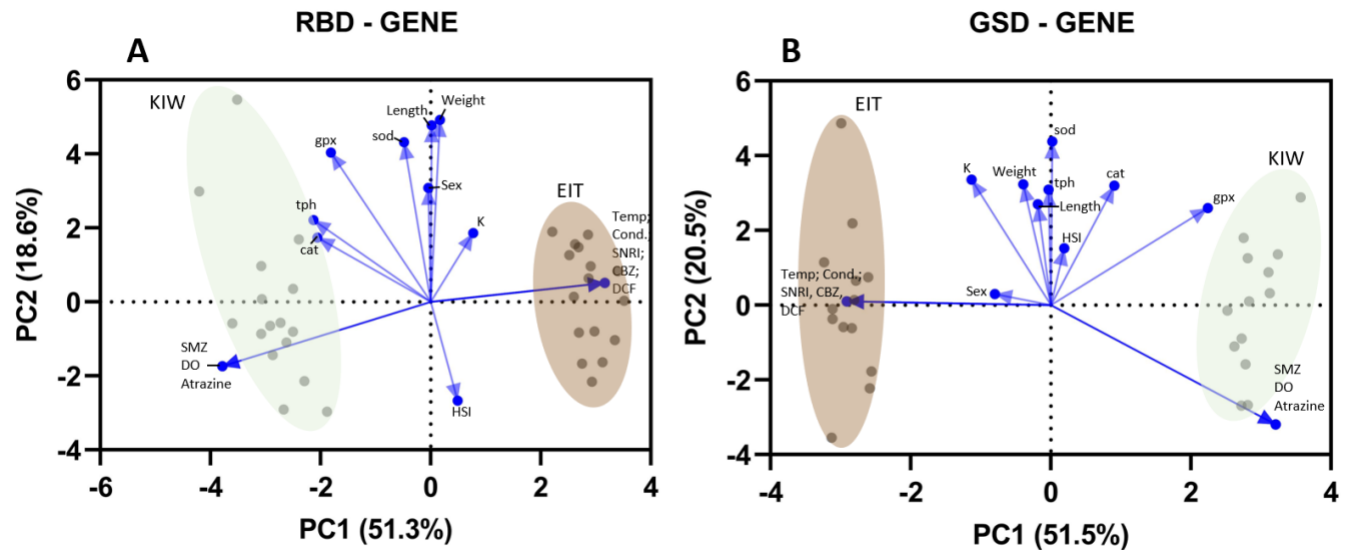 RBD - GENE
A
KIW
EIT
Length
Weight
sod
gpx
Sex
tph
cat
K
HSI
Temp;
Cond.;
SNRI;
CBZ;
DCF
SMZ
DO
Atrazine
PC2 (18.6%)
6
4
2
0
-2
-4
-6
-4
-2
0
2
4
PC1 (51.3%)
GSD - GENE
B
EIT
KIW
sod
K
Weight
tph
cat
Length
gpx
HSI
Sex
Temp; Cond.;
SNRI, CBZ,
DCF
SMZ
DO
Atrazine
PC2 (20.5%)
6
4
2
0
-2
-4
-4
-2
0
2
4
PC1 (51.5%)